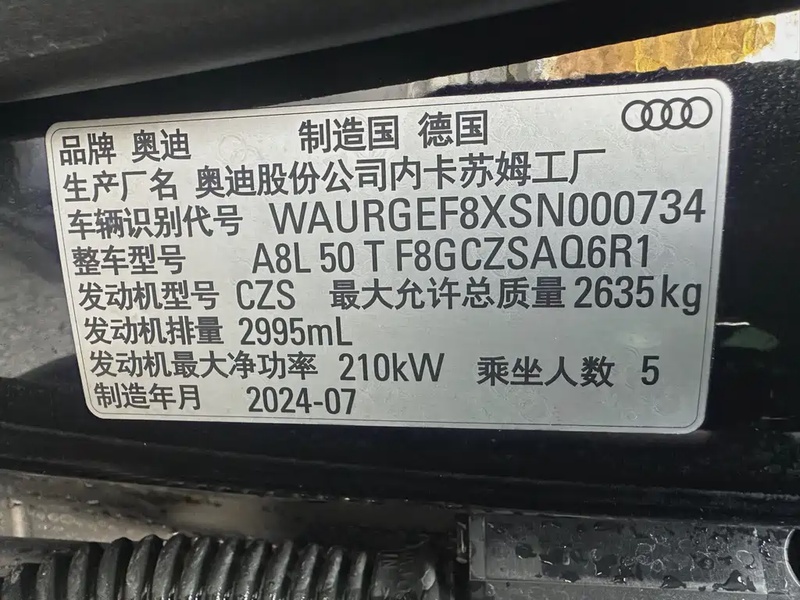 品牌 奥迪 制造国 德国
生产厂名 奥迪股份公司内卡苏姆工厂
车辆识别代号 WAURGEF8XSN000734
整车型号 A8L 50 T F8GCZSAQ6R1
发动机型号 CZS 最大允许总质量 2635kg
发动机排量 2995mL
发动机最大净功率 210kW 乘坐人数 5
制造年月 2024-07